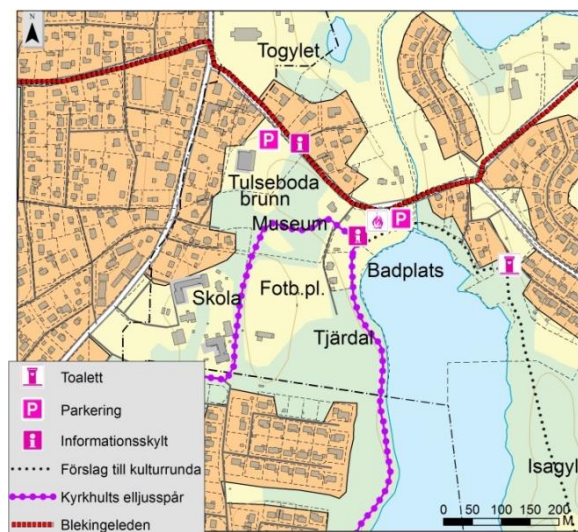 N
Togylet
P
i
Tulseboda
brunn
Museum
P
i
Badplats
Skola
Fotb.pl.
Tjärdal
Toalett
P Parkering
i Informationsskylt
Förslag till kulturrunda
Kyrkhults elljusspår
Blekingeleden
Isagyl
0 50 100 150 200
M